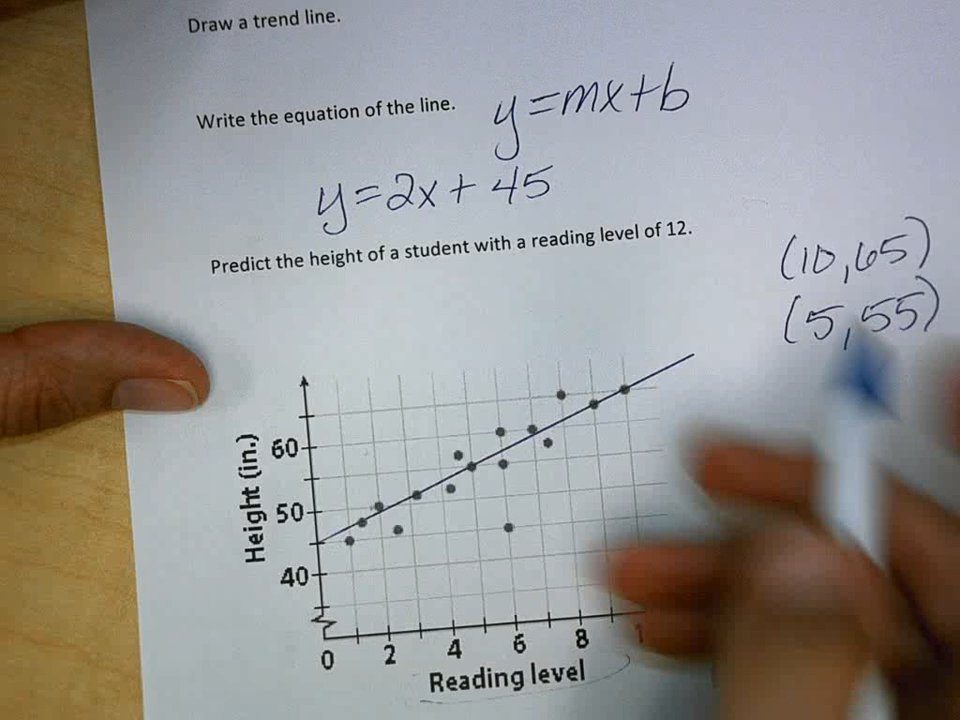 Draw a trend line.
Write the equation of the line. y=mx+b
y=2x+45
Predict the height of a student with a reading level of 12.
(10,65)
(5,55)
Height (in.)
60
50
40
0 2 4 6 8
Reading level